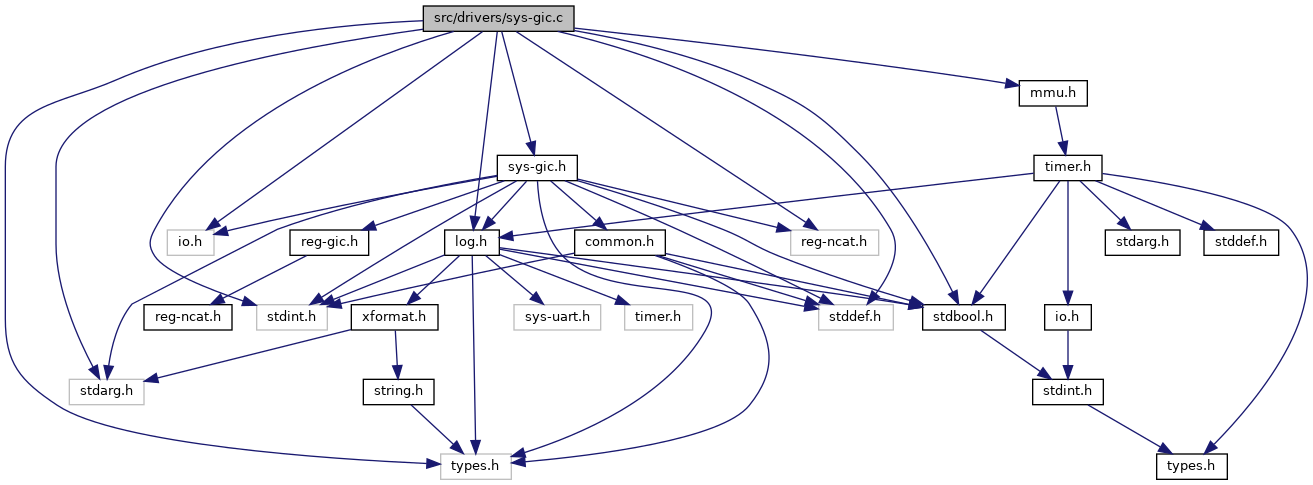 src/drivers/sys-gic.c
mmu.h
sys-gic.h
timer.h
io.h
reg-gic.h
log.h
common.h
reg-ncat.h
stdarg.h
stddef.h
reg-ncat.h
stdint.h
xformat.h
sys-uart.h
timer.h
stddef.h
stdbool.h
io.h
stdarg.h
string.h
stdint.h
types.h
types.h